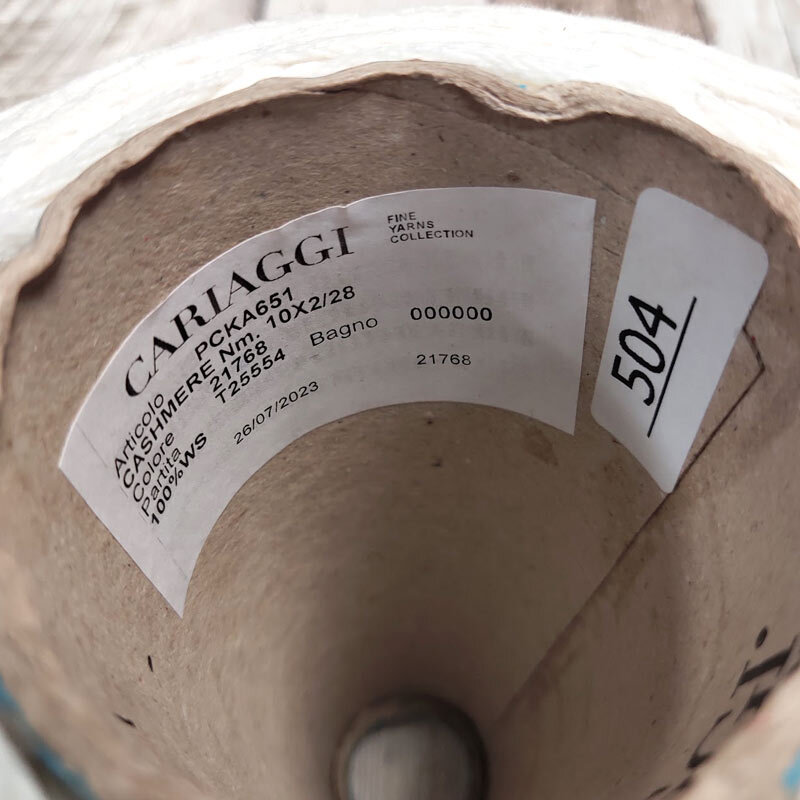 CARIAGGI
FINE
YARNS
COLLECTION
Articolo PCKA651
CASHMERE Nm. 10X2/28
Colore 21768
Partita T25554 Bagno 000000
100%WS 26/07/2023 21768
504